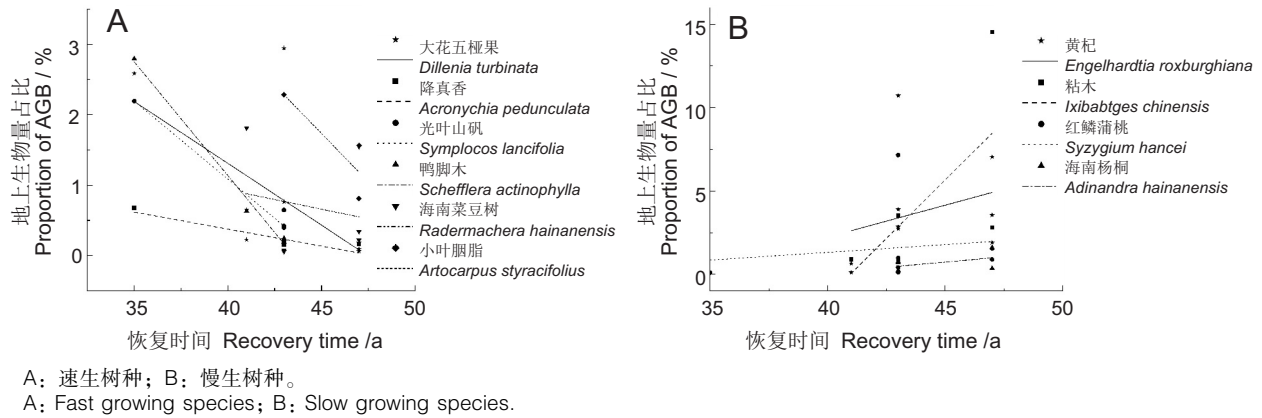 A
地上生物量占比
Proportion of AGB / %
3
2
1
0
35
40
45
50
恢复时间 Recovery time /a
大花五桠果
Dillenia turbinata
降真香
Acronychia pedunculata
光叶山矾
Symplocos lancifolia
鸭脚木
Schefflera actinophylla
海南菜豆树
Radermachera hainanensis
小叶胭脂
Artocarpus styracifolius
B
地上生物量占比
Proportion of AGB / %
15
10
5
0
35
40
45
50
恢复时间 Recovery time /a
黄杞
Engelhardtia roxburghiana
粘木
Ixibabtges chinensis
红鳞蒲桃
Syzygium hancei
海南杨桐
Adinandra hainanensis
A: 速生树种; B: 慢生树种。
A: Fast growing species; B: Slow growing species.